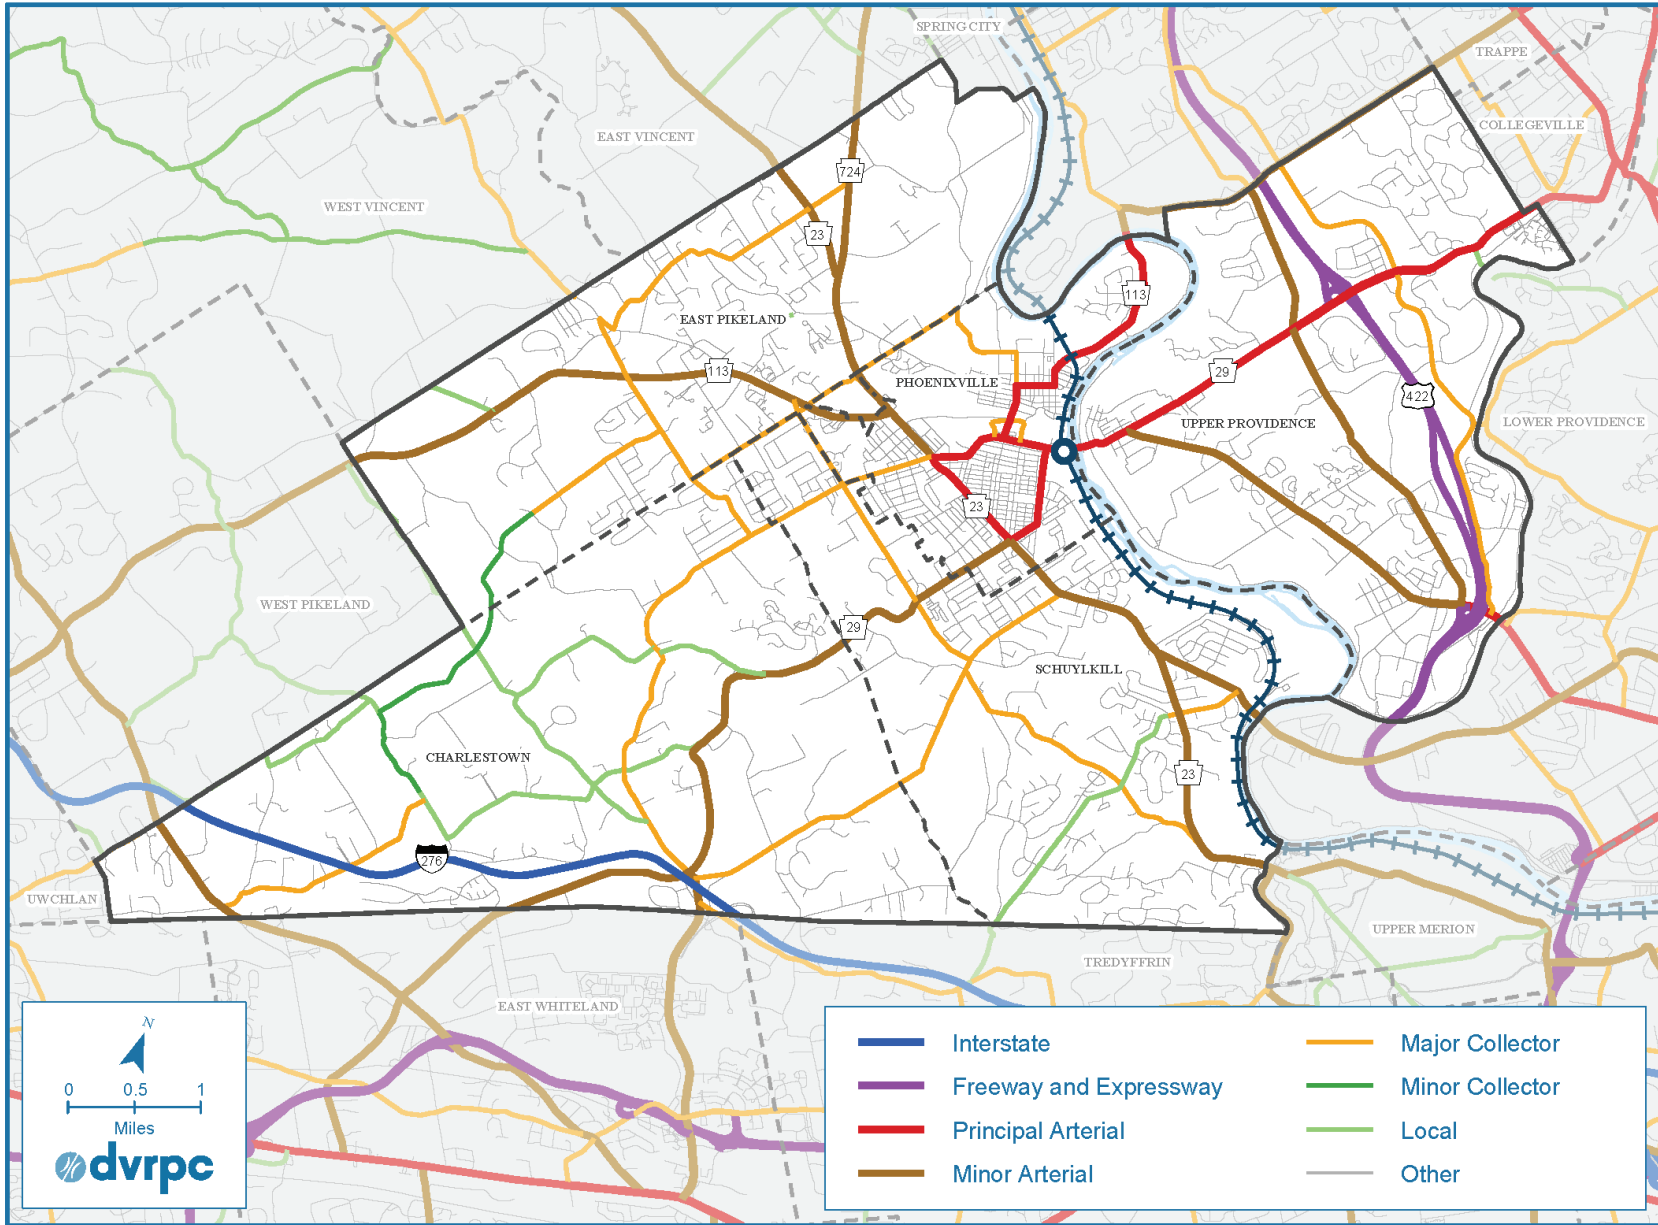 SPRING CITY
TRAPPE
COLLEGEVILLE
EAST VINCENT
724
WEST VINCENT
23
113
EAST PIKELAND
113
PHOENIXVILLE
29
422
UPPER PROVIDENCE
LOWER PROVIDENCE
23
WEST PIKELAND
29
SCHUYLKILL
CHARLESTOWN
23
276
UWCHLAN
UPPER MERION
TREDYFFRIN
EAST WHITELAND
N
0 0.5 1
Miles
dvrpc
Interstate
Freeway and Expressway
Principal Arterial
Minor Arterial
Major Collector
Minor Collector
Local
Other